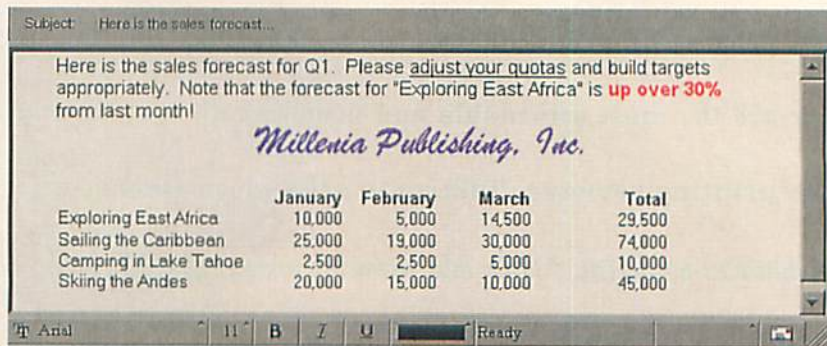 Subject: Here is the sales forecast...
Here is the sales forecast for Q1. Please adjust your quotas and build targets
appropriately. Note that the forecast for "Exploring East Africa" is up over 30%
from last month!
Millenia Publishing, Inc.
January February March Total
Exploring East Africa 10,000 5,000 14,500 29,500
Sailing the Caribbean 25,000 19,000 30,000 74,000
Camping in Lake Tahoe 2,500 2,500 5,000 10,000
Skiing the Andes 20,000 15,000 10,000 45,000
Arial 11 B I U Ready